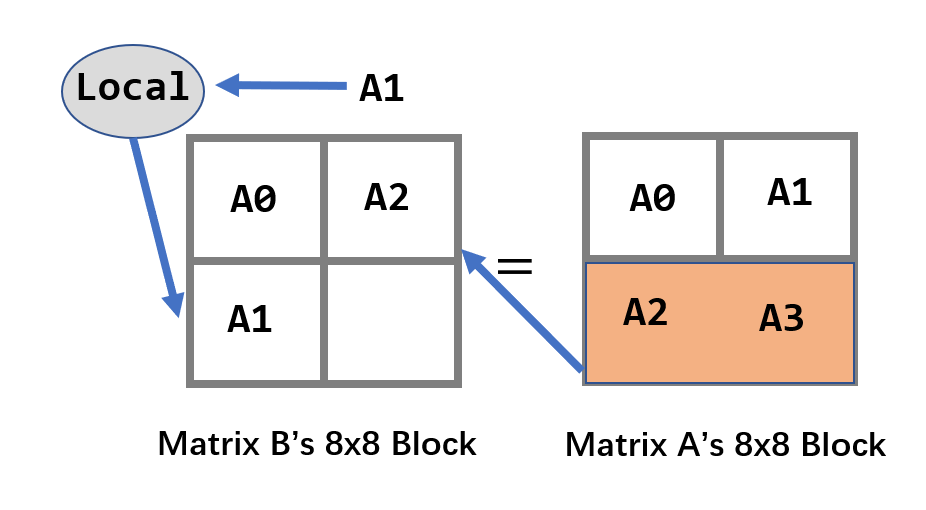 Local
A1
A0 A2
A1
=
A0 A1
A2 A3
Matrix B’s 8x8 Block
Matrix A’s 8x8 Block